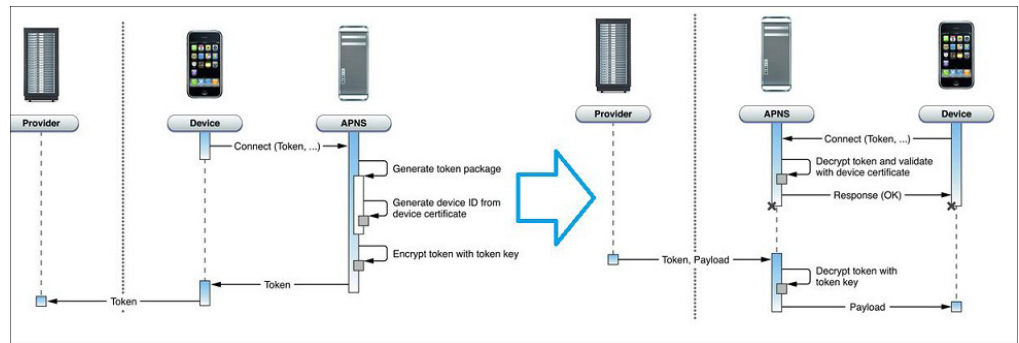 Provider
Device
APNS
Connect (Token, ...)
Generate token package
Generate device ID from
device certificate
Encrypt token with token key
Token
Token
Provider
APNS
Device
Connect (Token, ...)
Decrypt token and validate
with device certificate
Response (OK)
Token, Payload
Decrypt token with
token key
Payload